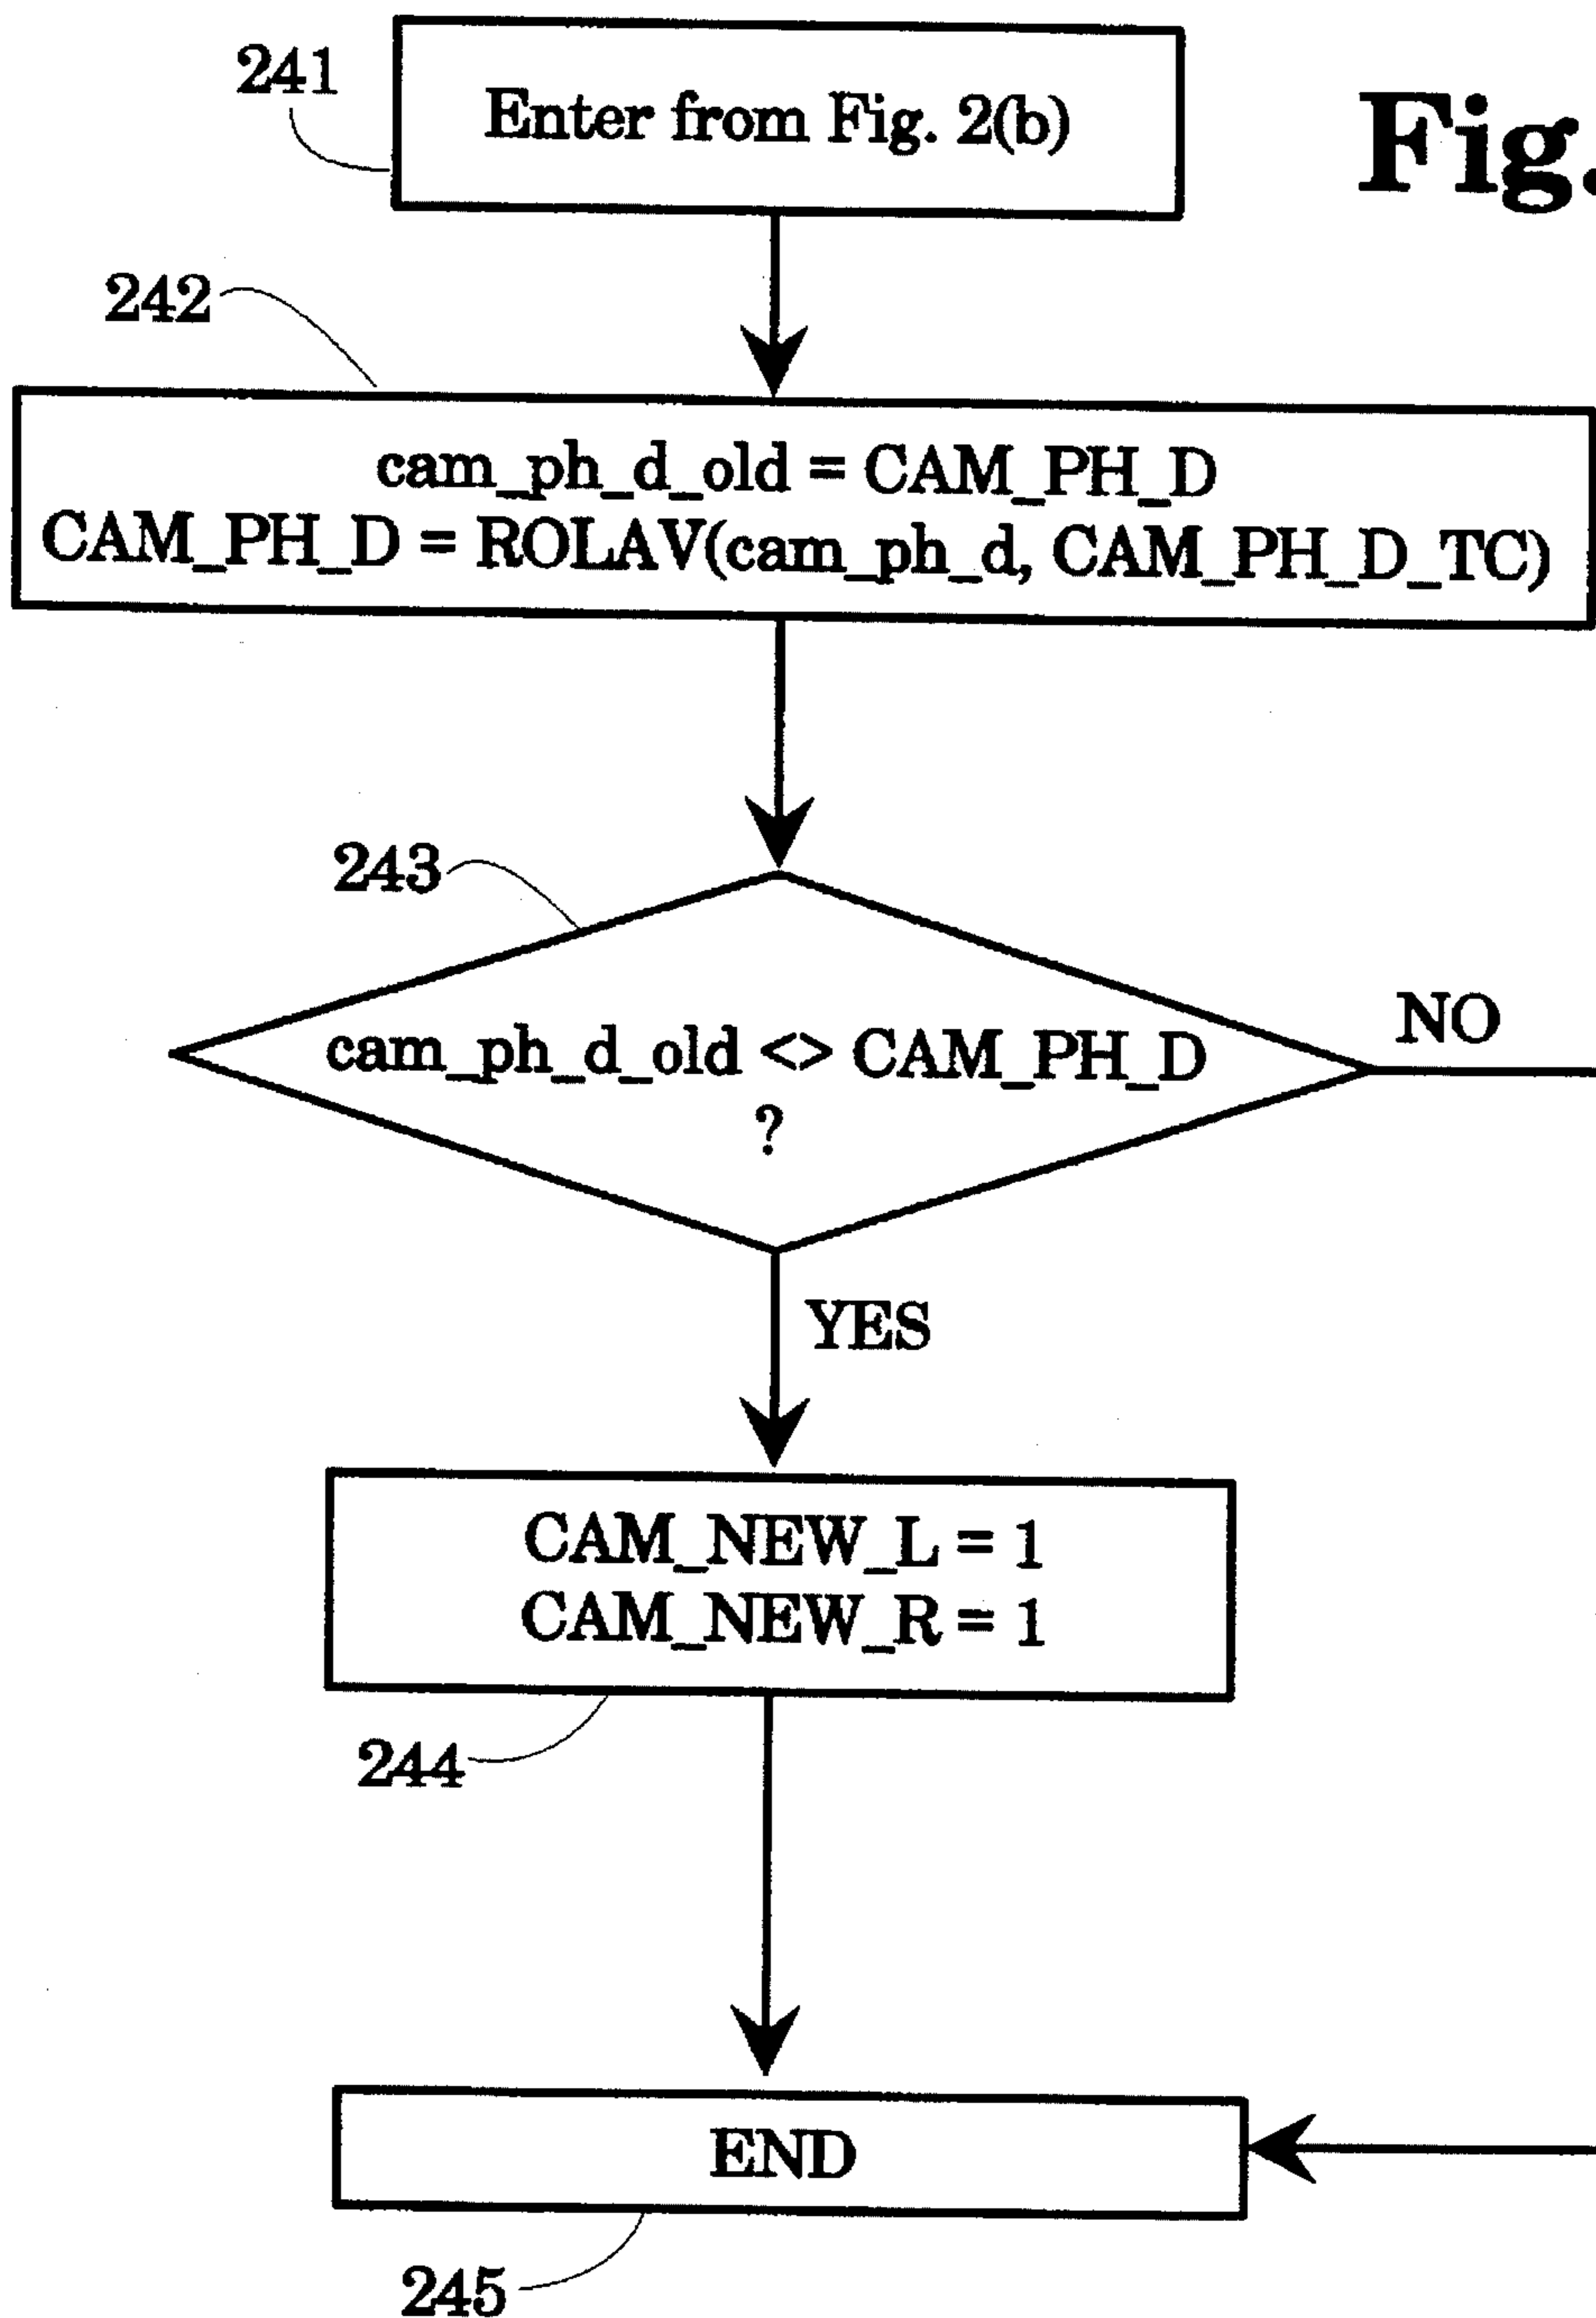 241
Enter from Fig. 2(b)
Fig.
242
cam_ph_d_old = CAM_PH_D
CAM_PH_D = ROLAV(cam_ph_d, CAM_PH_D_TC)
243
cam_ph_d_old <> CAM_PH_D
?
NO
YES
CAM_NEW_L = 1
CAM_NEW_R = 1
244
END
245